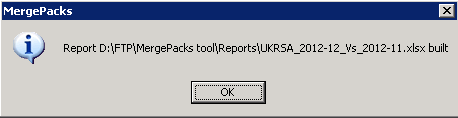 MergePacks
Report D:\FTP\MergePacks tool\Reports\UKRSA_2012-12_Vs_2012-11.xlsx built
OK